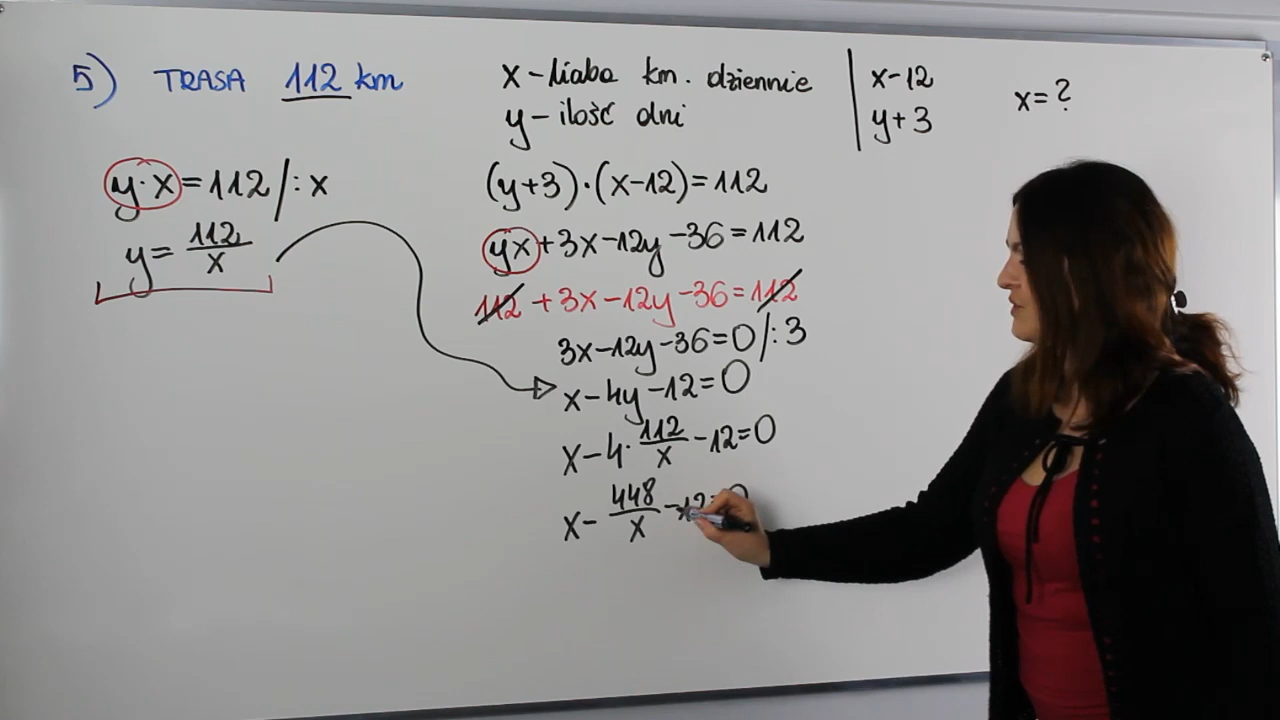 5) TRASA 112 km
x – liczba km. dziennie
y – ilość dni
x-12
y+3
x = ?
y·x = 112 /: x
y = 112/x
(y+3)·(x-12)=112
yx+3x-12y-36=112
112+3x-12y-36=112
3x-12y-36=0 /:3
x-4y-12=0
x-4·112/x-12=0
x-448/x-12=0